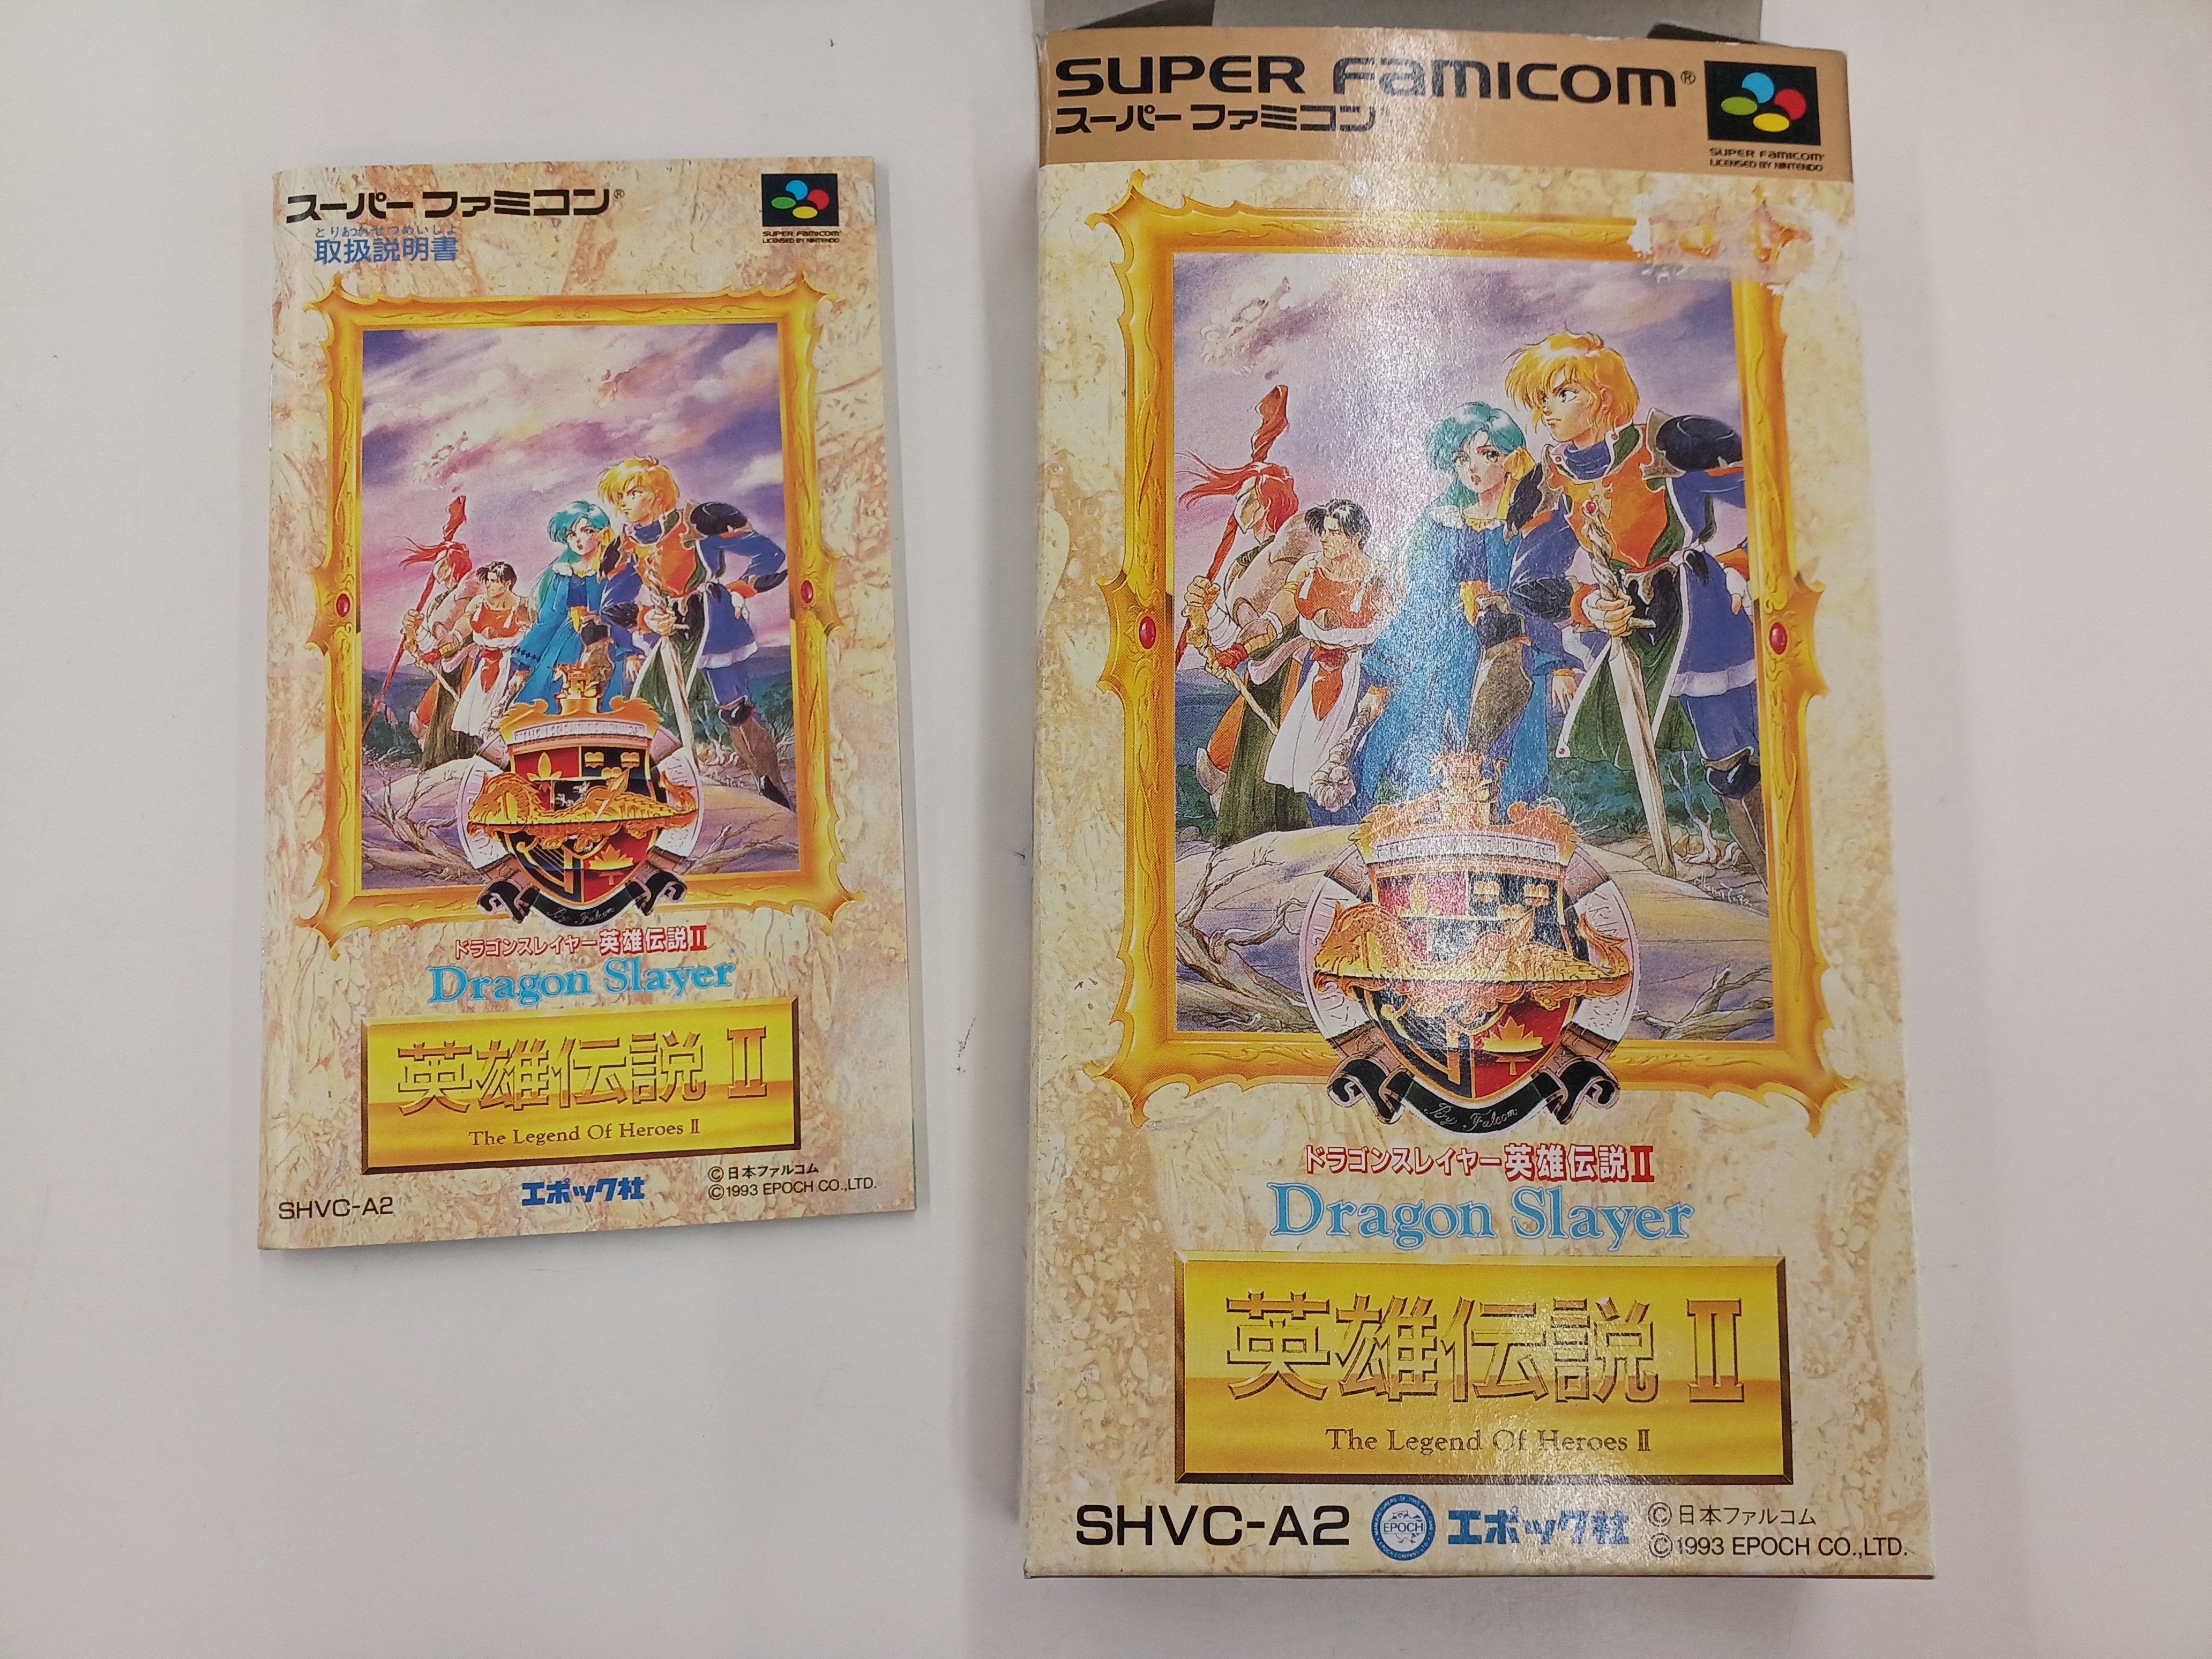 スーパーファミコン®
とりあつかいせつめいしよ
取扱説明書
SUPER FAMICOM
LICENSED BY NINTENDO
By Falcom
ドラゴンスレイヤー英雄伝説II
Dragon Slayer
英雄伝説 II
The Legend Of Heroes II
SHVC-A2
エポック社
©日本ファルコム
©1993 EPOCH CO.,LTD.
SUPER FAMICOM®
スーパーファミコン
SUPER FAMICOM
LICENSED BY NINTENDO
By Falcom
ドラゴンスレイヤー英雄伝説II
Dragon Slayer
英雄伝説 II
The Legend Of Heroes II
SHVC-A2
EPOCH
エポック社
©日本ファルコム
©1993 EPOCH CO.,LTD.